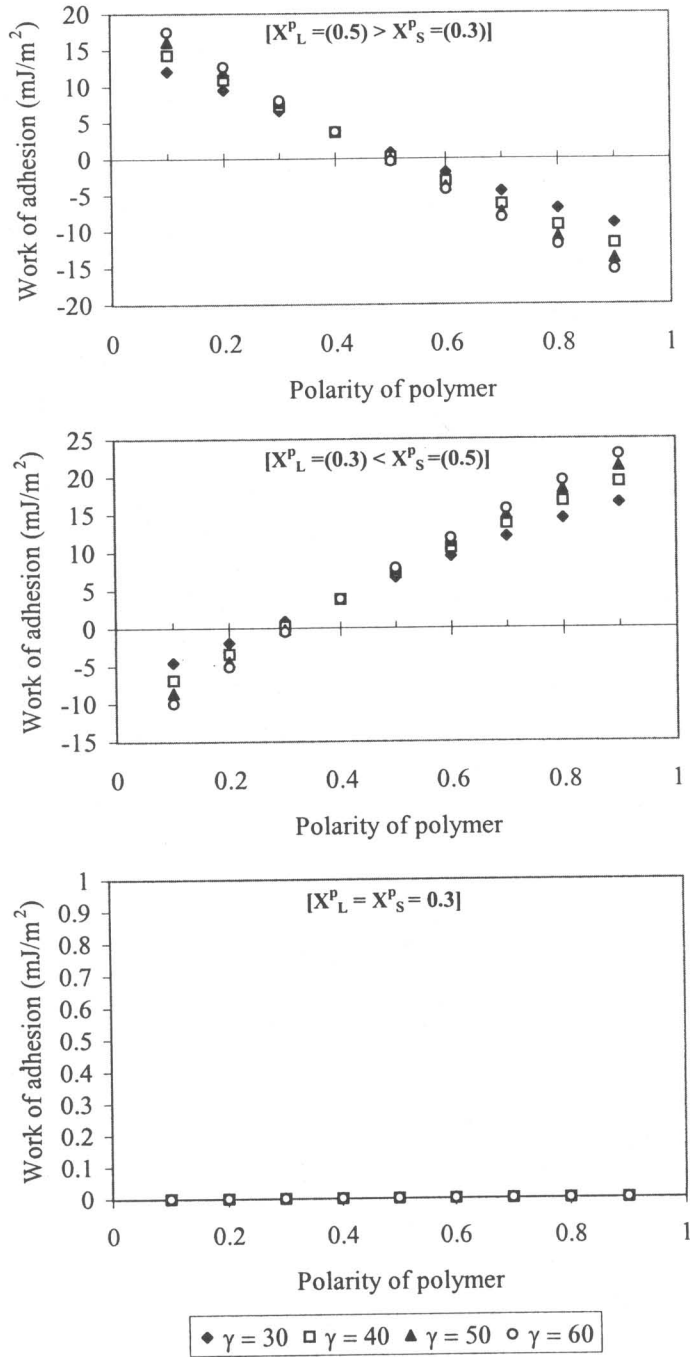 [X^p_L =(0.5) > X^p_S =(0.3)]
Work of adhesion (mJ/m²)
20
15
10
5
0
-5
-10
-15
-20
0 0.2 0.4 0.6 0.8 1
Polarity of polymer
[X^p_L =(0.3) < X^p_S =(0.5)]
Work of adhesion (mJ/m²)
25
20
15
10
5
0
-5
-10
-15
0 0.2 0.4 0.6 0.8 1
Polarity of polymer
[X^p_L = X^p_S = 0.3]
Work of adhesion (mJ/m²)
1
0.9
0.8
0.7
0.6
0.5
0.4
0.3
0.2
0.1
0
0 0.2 0.4 0.6 0.8 1
Polarity of polymer
γ = 30 γ = 40 γ = 50 γ = 60